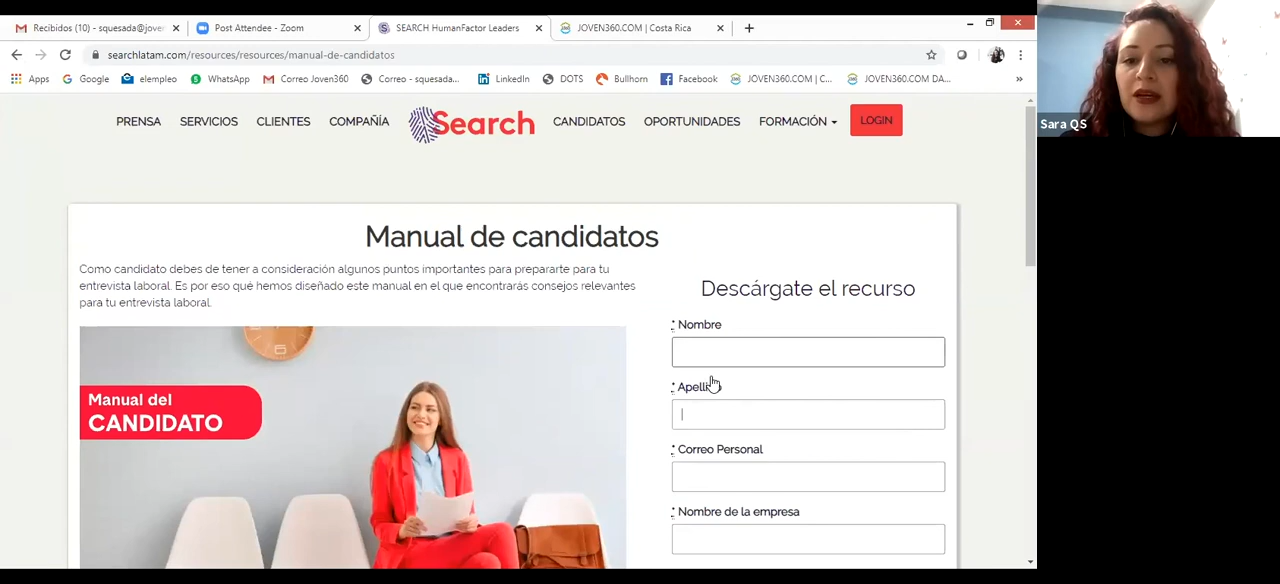 Recibidos (10) - squesada@jove
Post Attendee - Zoom
SEARCH HumanFactor Leaders
JOVEN360.COM | Costa Rica
searchlatam.com/resources/resources/manual-de-candidatos
Apps
Google
elempleo
WhatsApp
Correo Joven360
Correo - squesada...
LinkedIn
DOTS
Bullhorn
Facebook
JOVEN360.COM | C...
JOVEN360.COM DA...
»
Sara QS
PRENSA
SERVICIOS
CLIENTES
COMPAÑÍA
Search
CANDIDATOS
OPORTUNIDADES
FORMACIÓN
LOGIN
Manual de candidatos
Como candidato debes de tener a consideración algunos puntos importantes para prepararte para tu
entrevista laboral. Es por eso qué hemos diseñado este manual en el que encontrarás consejos relevantes
para tu entrevista laboral.
Manual del
CANDIDATO
Descárgate el recurso
* Nombre
* Apellido
* Correo Personal
* Nombre de la empresa